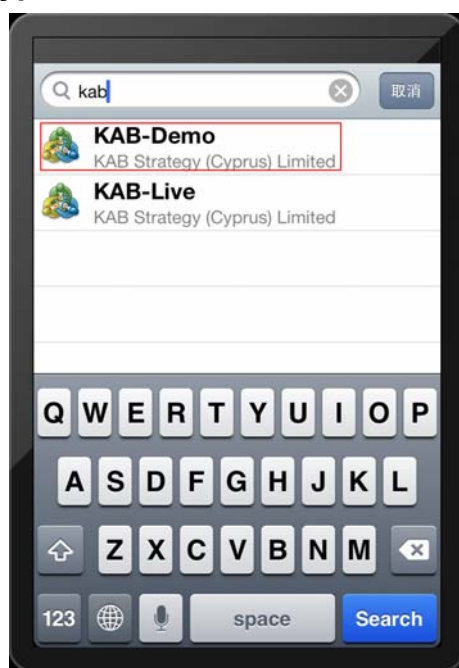 kab 取消
KAB-Demo
KAB Strategy (Cyprus) Limited
KAB-Live
KAB Strategy (Cyprus) Limited
Q W E R T Y U I O P
A S D F G H J K L
Z X C V B N M
123 space Search